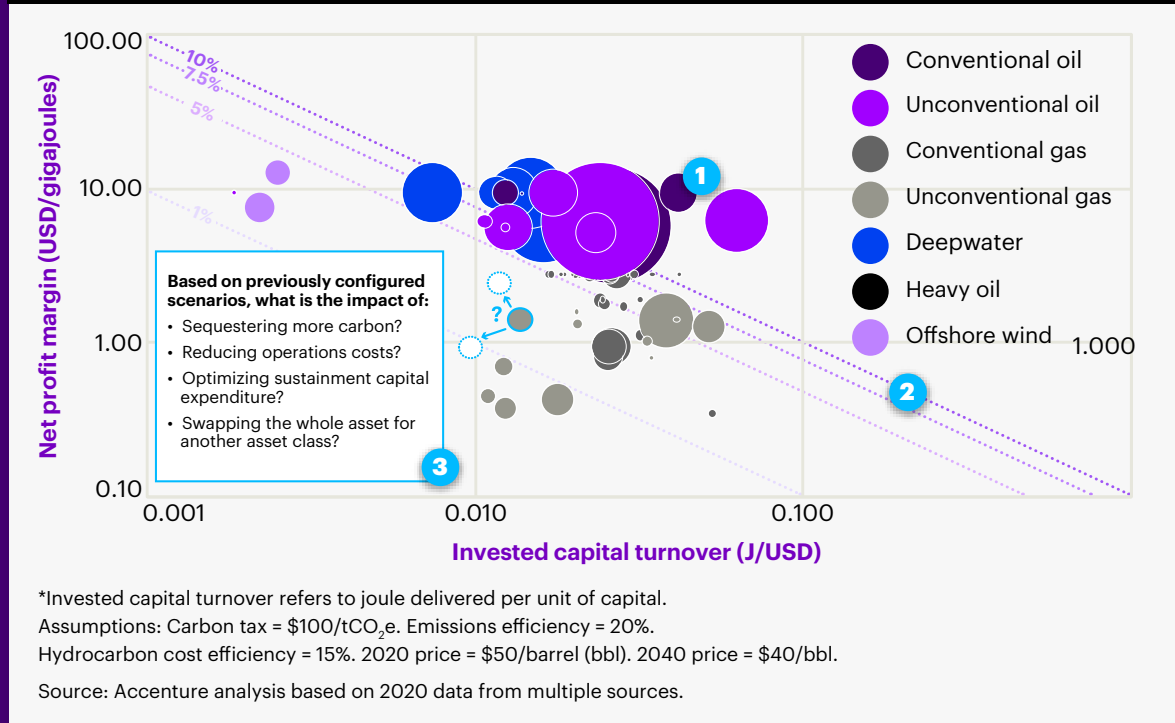 Net profit margin (USD/gigajoules)
100.00
10.00
1.00
0.10
10%
7.5%
5%
1%
Conventional oil
Unconventional oil
Conventional gas
Unconventional gas
Deepwater
Heavy oil
Offshore wind
1.000
1
2
Based on previously configured
scenarios, what is the impact of:
• Sequestering more carbon?
• Reducing operations costs?
• Optimizing sustainment capital
expenditure?
• Swapping the whole asset for
another asset class?
3
?
0.001
0.010
0.100
Invested capital turnover (J/USD)
*Invested capital turnover refers to joule delivered per unit of capital.
Assumptions: Carbon tax = $100/tCO₂e. Emissions efficiency = 20%.
Hydrocarbon cost efficiency = 15%. 2020 price = $50/barrel (bbl). 2040 price = $40/bbl.
Source: Accenture analysis based on 2020 data from multiple sources.